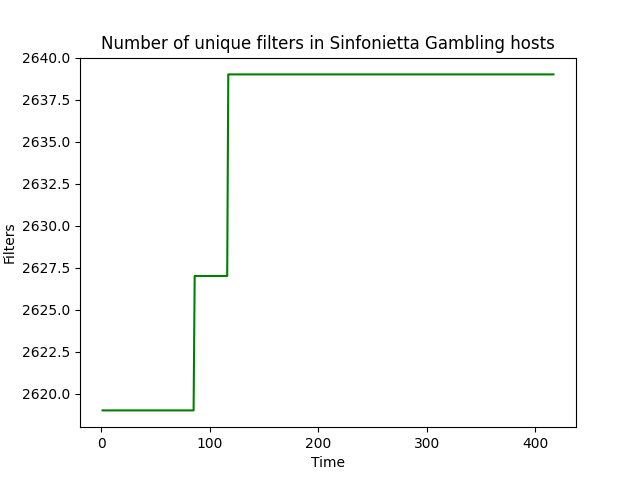 Number of unique filters in Sinfonietta Gambling hosts
2640.0
2637.5
2635.0
2632.5
2630.0
2627.5
2625.0
2622.5
2620.0
Filters
0 100 200 300 400
Time